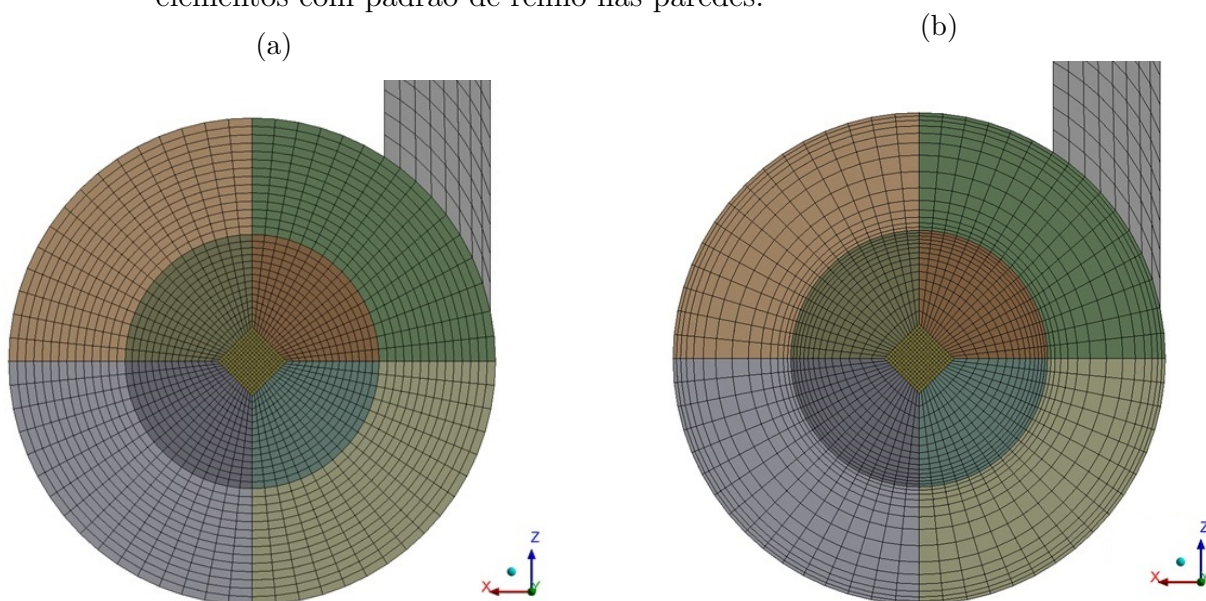 elementos com padrão de refino nas paredes.
(a)
(b)
Z
X
Y
Z
X